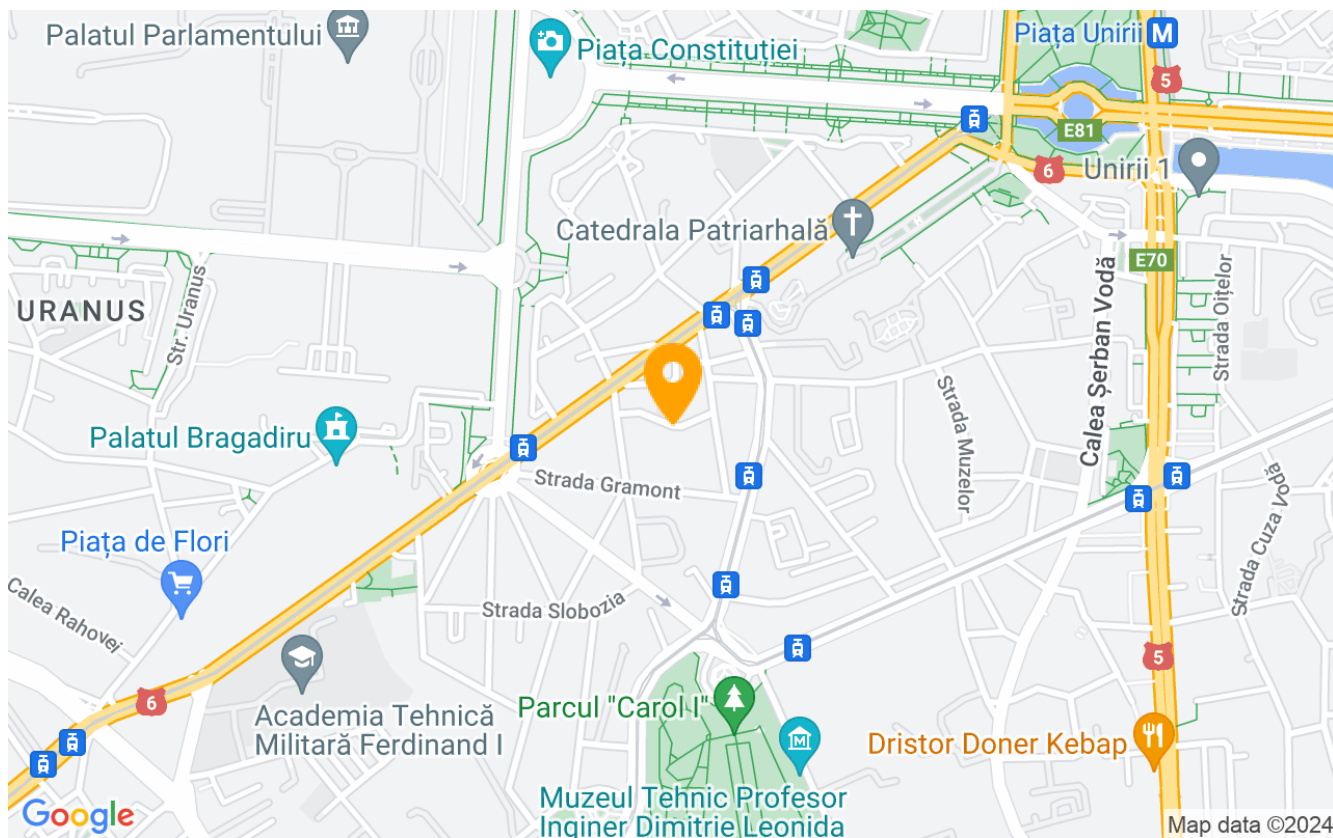 Palatul Parlamentului
Piața Constituției
Piața Unirii M
5
E81
6
Unirii 1
Catedrala Patriarhală
E70
URANUS
Str. Uranus
Calea Șerban Vodă
Strada Oițelor
Strada Muzelor
Palatul Bragadiru
Strada Gramont
Strada Cuza Vodă
Piața de Flori
Calea Rahovei
Strada Slobozia
5
6
Parcul "Carol I"
Academia Tehnică
Militară Ferdinand I
Dristor Doner Kebap
M
Muzeul Tehnic Profesor
Inginer Dimitrie Leonida
Google
Map data ©2024